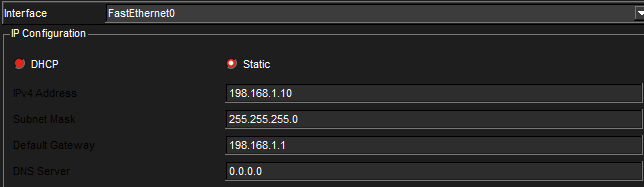 Interface FastEthernet0
IP Configuration
DHCP Static
IPv4 Address 198.168.1.10
Subnet Mask 255.255.255.0
Default Gateway 198.168.1.1
DNS Server 0.0.0.0